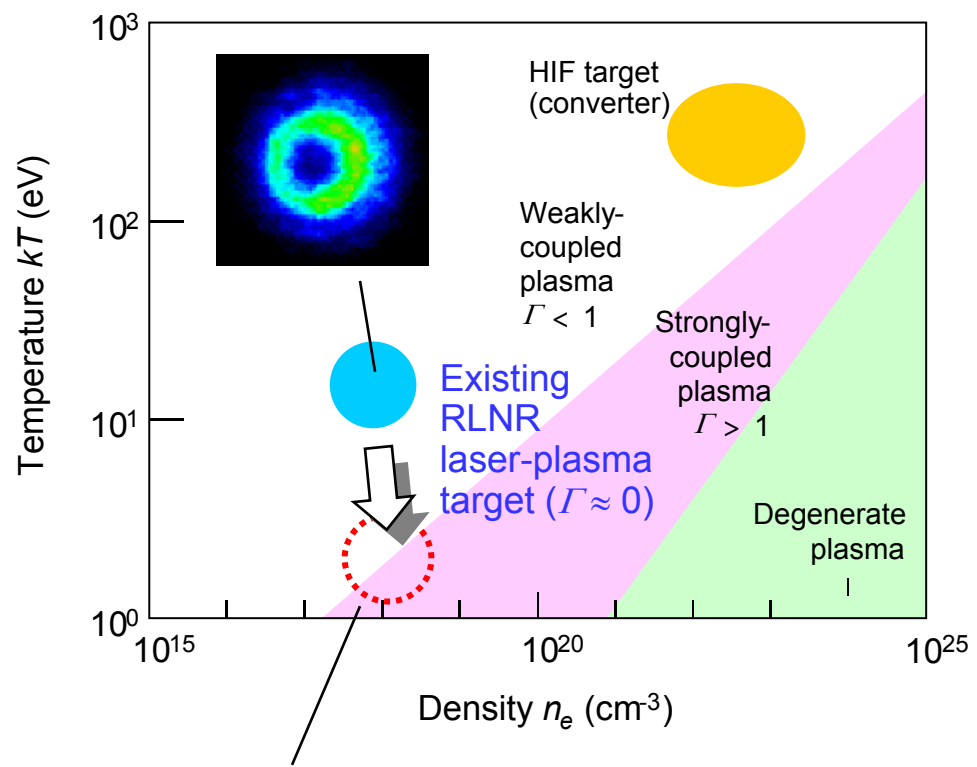 10³
HIF target
(converter)
Temperature kT (eV)
10²
Weakly-
coupled
plasma
Γ < 1
Strongly-
coupled
plasma
Γ > 1
Existing
RLNR
laser-plasma
target (Γ ≈ 0)
10¹
Degenerate
plasma
10⁰
10¹⁵
10²⁰
10²⁵
Density nₑ (cm⁻³)